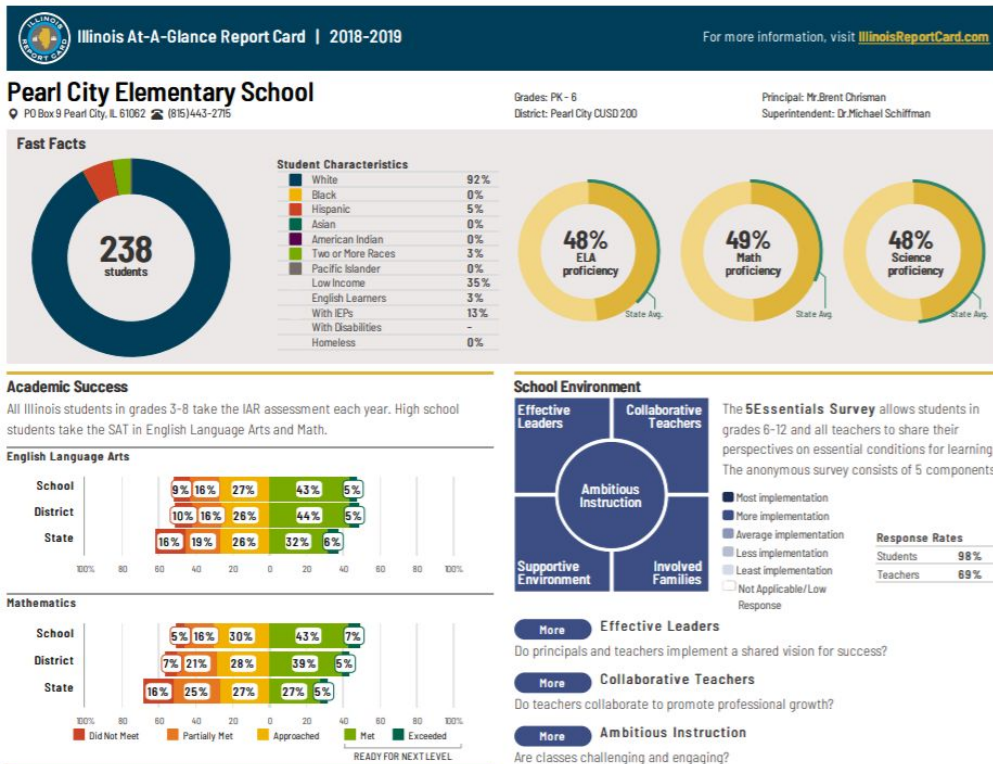 ILLINOIS
REPORT CARD
Illinois At-A-Glance Report Card | 2018-2019
For more information, visit IllinoisReportCard.com
Pearl City Elementary School
PO Box 9 Pearl City, IL 61062 (815)443-2715
Grades: PK - 6
District: Pearl City CUSD 200
Principal: Mr.Brent Chrisman
Superintendent: Dr.Michael Schiffman
Fast Facts
238
students
Student Characteristics
White 92%
Black 0%
Hispanic 5%
Asian 0%
American Indian 0%
Two or More Races 3%
Pacific Islander 0%
Low Income 35%
English Learners 3%
With IEPs 13%
With Disabilities -
Homeless 0%
48%
ELA
proficiency
State Avg.
49%
Math
proficiency
State Avg
48%
Science
proficiency
State Avg.
Academic Success
All Illinois students in grades 3-8 take the IAR assessment each year. High school
students take the SAT in English Language Arts and Math.
English Language Arts
School 9% 16% 27% 43% 5%
District 10% 16% 26% 44% 5%
State 16% 19% 26% 32% 6%
100% 80 60 40 20 0 20 40 60 80 100%
Mathematics
School 5% 16% 30% 43% 7%
District 7% 21% 28% 39% 5%
State 16% 25% 27% 27% 5%
100% 80 60 40 20 0 20 40 60 80 100%
Did Not Meet Partially Met Approached Met Exceeded
READY FOR NEXT LEVEL
School Environment
Effective
Leaders
Collaborative
Teachers
Ambitious
Instruction
Supportive
Environment
Involved
Families
The 5Essentials Survey allows students in
grades 6-12 and all teachers to share their
perspectives on essential conditions for learning
The anonymous survey consists of 5 components
Most implementation
More implementation
Average implementation
Less implementation
Least implementation
Not Applicable/Low
Response
Response Rates
Students 98%
Teachers 69%
More Effective Leaders
Do principals and teachers implement a shared vision for success?
More Collaborative Teachers
Do teachers collaborate to promote professional growth?
More Ambitious Instruction
Are classes challenging and engaging?